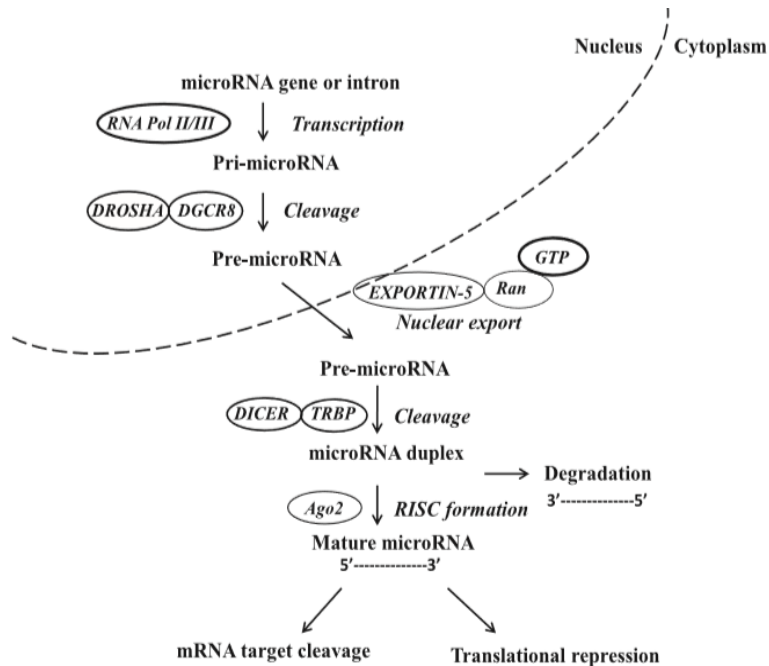 Nucleus Cytoplasm
microRNA gene or intron
RNA Pol II/III Transcription
Pri-microRNA
DROSHA DGCR8 Cleavage
Pre-microRNA
GTP
EXPORTIN-5 Ran
Nuclear export
Pre-microRNA
DICER TRBP Cleavage
microRNA duplex
Degradation
3'--------------5'
Ago2 RISC formation
Mature microRNA
5'--------------3'
mRNA target cleavage Translational repression